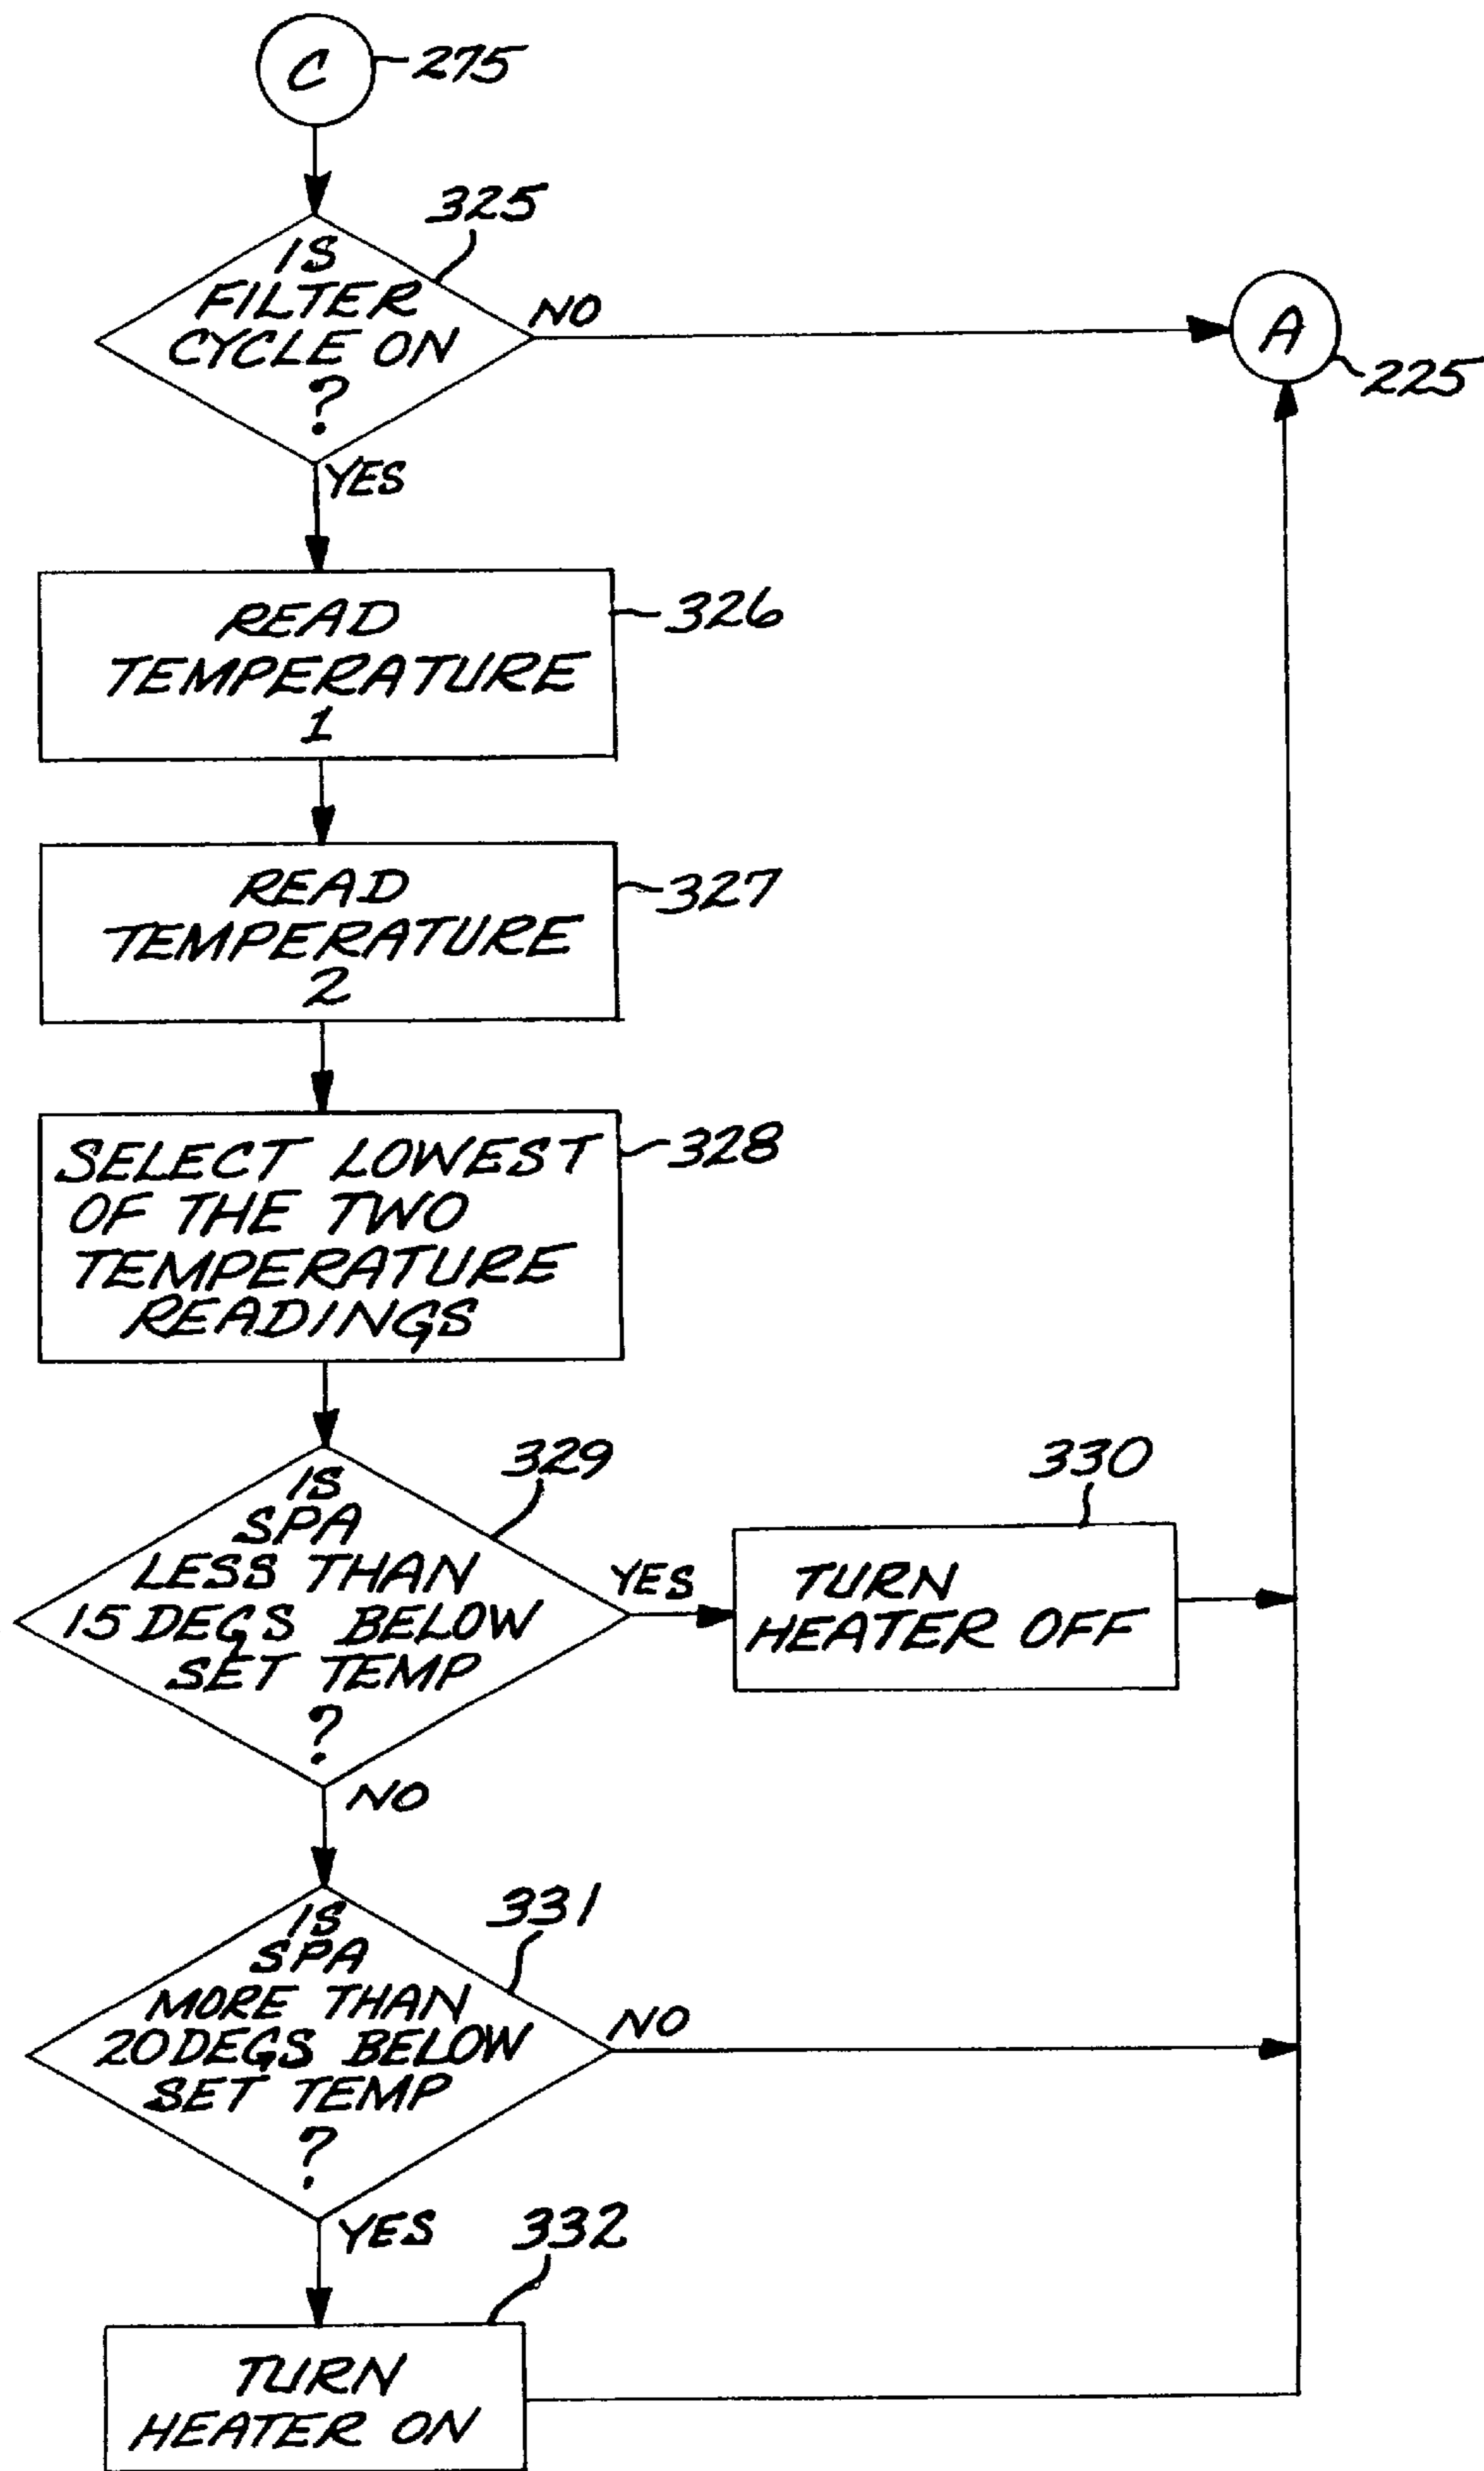 C
275
325
IS
FILTER
CYCLE ON
?
NO
A
225
YES
READ
TEMPERATURE
1
326
READ
TEMPERATURE
2
327
SELECT LOWEST
OF THE TWO
TEMPERATURE
READINGS
328
329
IS
SPA
LESS THAN
15 DEGS BELOW
SET TEMP
?
YES
330
TURN
HEATER OFF
NO
331
IS
SPA
MORE THAN
20 DEGS BELOW
SET TEMP
?
NO
YES
332
TURN
HEATER ON